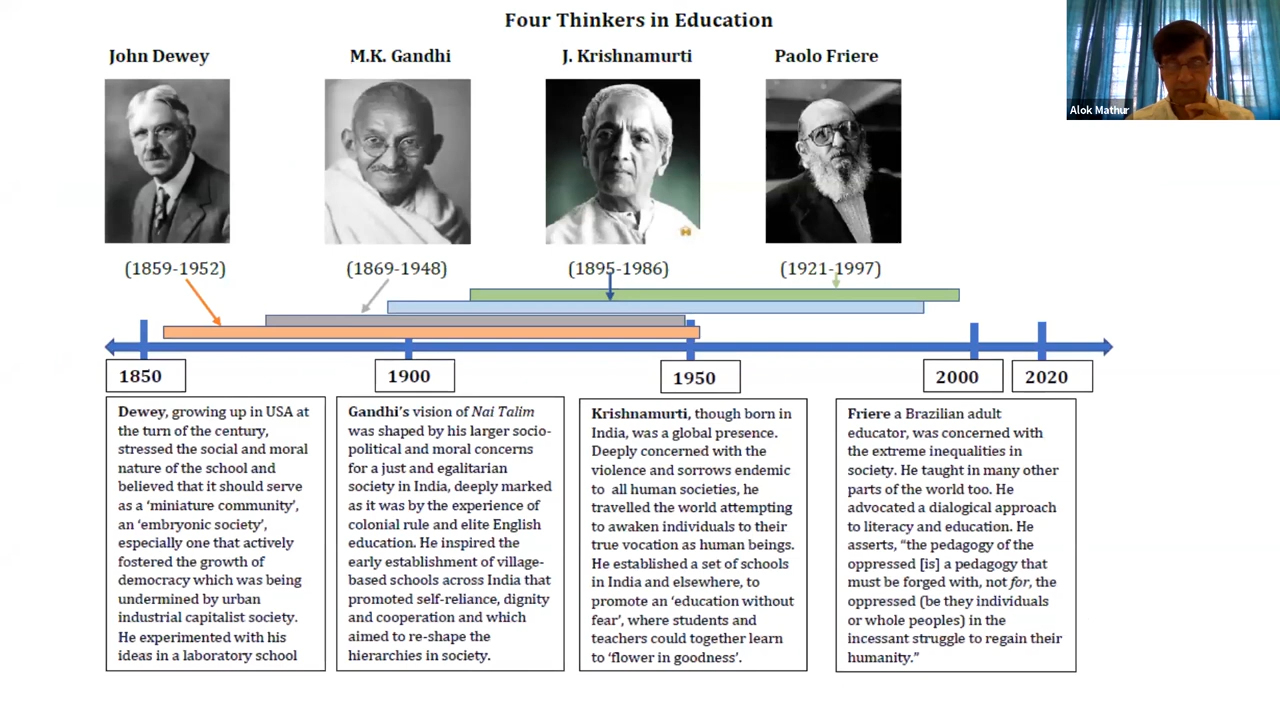 Four Thinkers in Education
Alok Mathur
John Dewey
M.K. Gandhi
J. Krishnamurti
Paolo Friere
(1859-1952)
(1869-1948)
(1895-1986)
(1921-1997)
1850
1900
1950
2000
2020
Dewey, growing up in USA at
the turn of the century,
stressed the social and moral
nature of the school and
believed that it should serve
as a ‘miniature community’,
an ‘embryonic society’,
especially one that actively
fostered the growth of
democracy which was being
undermined by urban
industrial capitalist society.
He experimented with his
ideas in a laboratory school
Gandhi’s vision of Nai Talim
was shaped by his larger socio-
political and moral concerns
for a just and egalitarian
society in India, deeply marked
as it was by the experience of
colonial rule and elite English
education. He inspired the
early establishment of village-
based schools across India that
promoted self-reliance, dignity
and cooperation and which
aimed to re-shape the
hierarchies in society.
Krishnamurti, though born in
India, was a global presence.
Deeply concerned with the
violence and sorrows endemic
to all human societies, he
travelled the world attempting
to awaken individuals to their
true vocation as human beings.
He established a set of schools
in India and elsewhere, to
promote an ‘education without
fear’, where students and
teachers could together learn
to ‘flower in goodness’.
Friere a Brazilian adult
educator, was concerned with
the extreme inequalities in
society. He taught in many other
parts of the world too. He
advocated a dialogical approach
to literacy and education. He
asserts, “the pedagogy of the
oppressed [is] a pedagogy that
must be forged with, not for, the
oppressed (be they individuals
or whole peoples) in the
incessant struggle to regain their
humanity.”